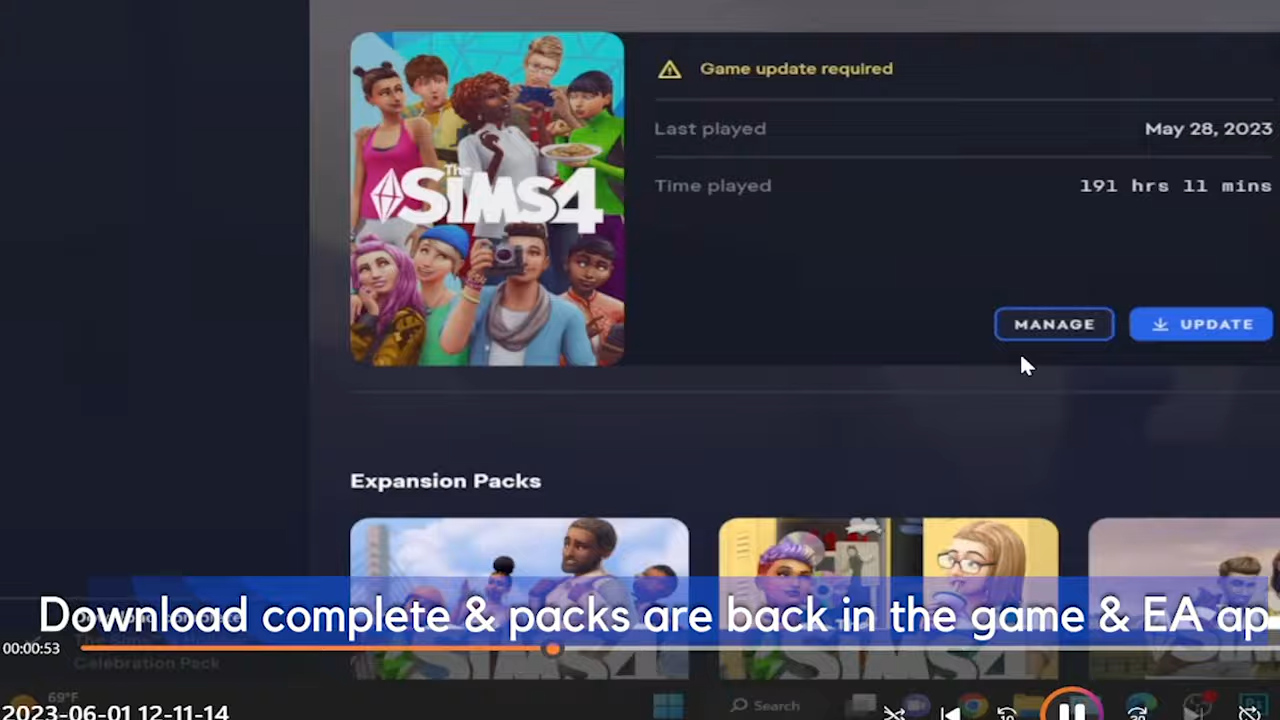 Game update required
Last played
May 28, 2023
Time played
191 hrs 11 mins
The
SIMS4
MANAGE
UPDATE
Expansion Packs
Download complete & packs are back in the game & EA ap
00:00:53
Celebration Pack
69°F
Search
2023-06-01 12-11-14